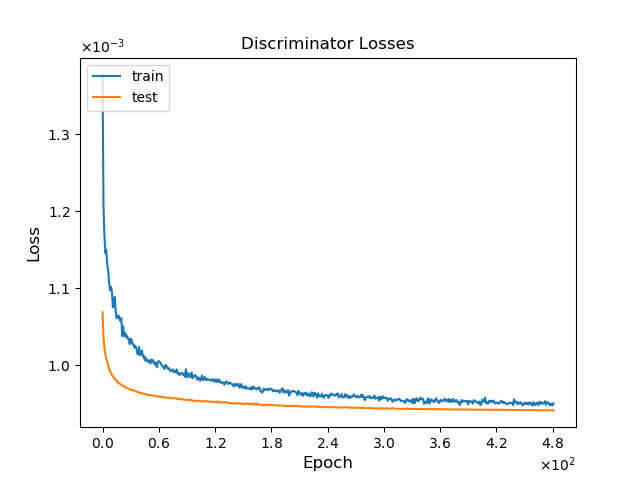 ×10⁻³
Discriminator Losses
train
test
1.3
1.2
1.1
1.0
Loss
0.0 0.6 1.2 1.8 2.4 3.0 3.6 4.2 4.8
Epoch
×10²